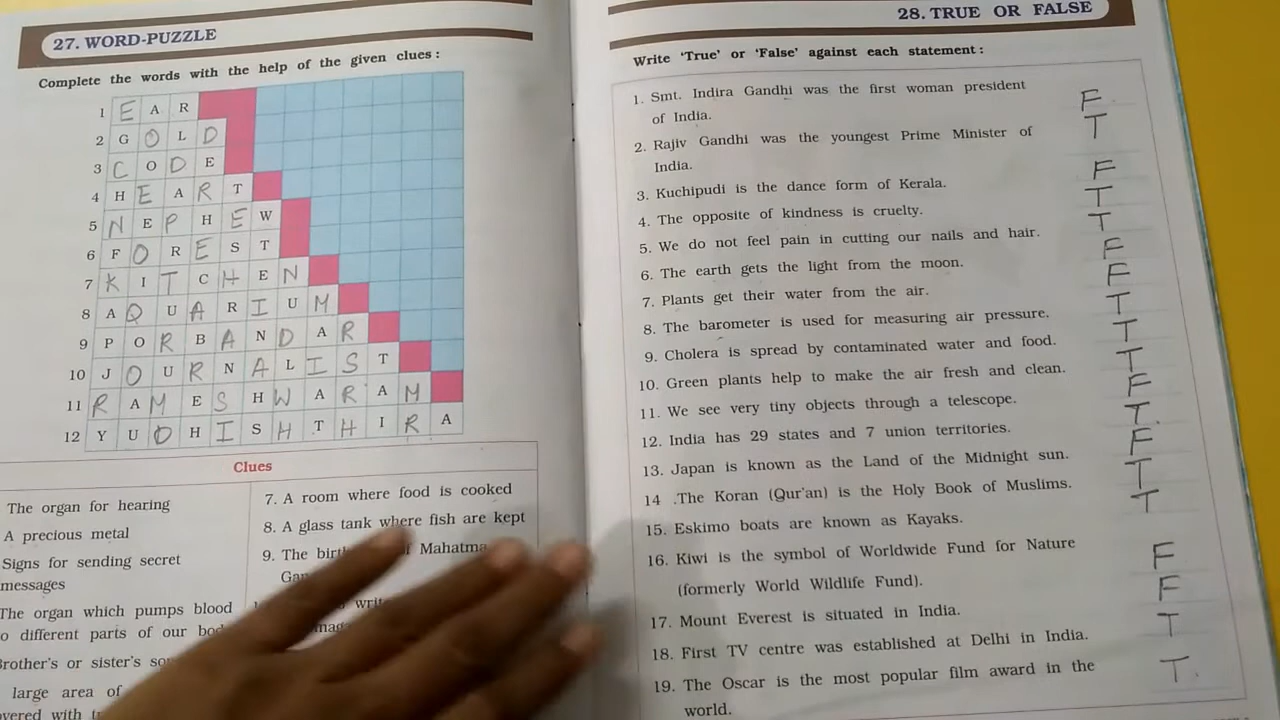 27. WORD-PUZZLE
Complete the words with the help of the given clues :
1 E A R
2 G O L D
3 C O D E
4 H E A R T
5 N E P H E W
6 F O R E S T
7 K I T C H E N
8 A Q U A R I U M
9 P O R B A N D A R
10 J O U R N A L I S T
11 R A M E S H W A R A M
12 Y U D H I S H T H I R A
Clues
The organ for hearing
A precious metal
Signs for sending secret
messages
The organ which pumps blood
to different parts of our
Brother's or sister's
large area of
7. A room where food is cooked
8. A glass tank where fish are kept
9. The of Mahatma
28. TRUE OR FALSE
Write 'True' or 'False' against each statement :
1. Smt. Indira Gandhi was the first woman president
of India. F
2. Rajiv Gandhi was the youngest Prime Minister of
India. T
3. Kuchipudi is the dance form of Kerala. F
4. The opposite of kindness is cruelty. T
5. We do not feel pain in cutting our nails and hair. T
6. The earth gets the light from the moon. F
7. Plants get their water from the air. F
8. The barometer is used for measuring air pressure. T
9. Cholera is spread by contaminated water and food. T
10. Green plants help to make the air fresh and clean. T
11. We see very tiny objects through a telescope. F
12. India has 29 states and 7 union territories. T
13. Japan is known as the Land of the Midnight sun. F
14 .The Koran (Qur'an) is the Holy Book of Muslims. T
15. Eskimo boats are known as Kayaks. T
16. Kiwi is the symbol of Worldwide Fund for Nature
(formerly World Wildlife Fund). F
17. Mount Everest is situated in India. F
18. First TV centre was established at Delhi in India. T
19. The Oscar is the most popular film award in the
world. T